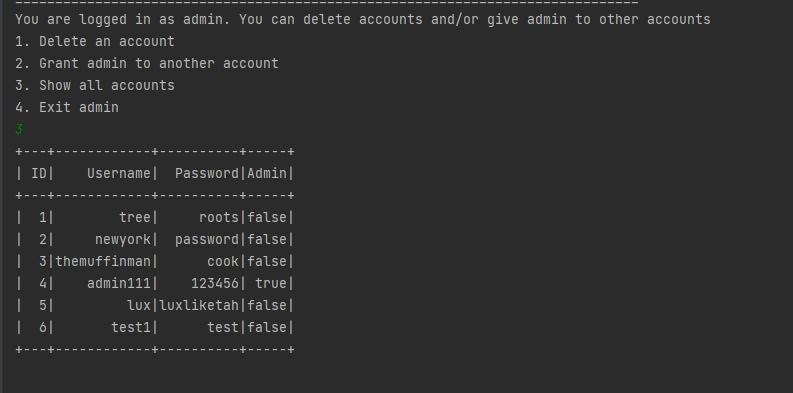 You are logged in as admin. You can delete accounts and/or give admin to other accounts
1. Delete an account
2. Grant admin to another account
3. Show all accounts
4. Exit admin
3
+---+------------+----------+-----+
| ID|    Username|  Password|Admin|
+---+------------+----------+-----+
|  1|        tree|     roots|false|
|  2|     newyork|  password|false|
|  3|themuffinman|      cook|false|
|  4|    admin111|    123456| true|
|  5|         lux|luxliketah|false|
|  6|       test1|      test|false|
+---+------------+----------+-----+